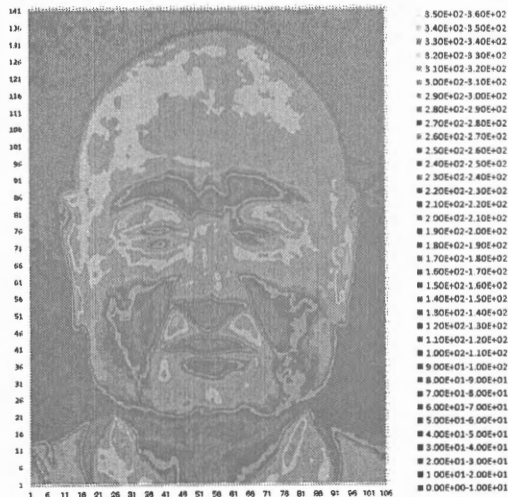 141
136
131
126
121
116
111
106
101
96
91
86
81
76
71
66
61
56
51
46
41
36
31
26
21
16
11
6
1
1 6 11 16 21 26 31 36 41 46 51 56 61 66 71 76 81 86 91 96 101 106
3.50E+02-3.60E+02
3.40E+02-3.50E+02
3.30E+02-3.40E+02
3.20E+02-3.30E+02
3.10E+02-3.20E+02
3.00E+02-3.10E+02
2.90E+02-3.00E+02
2.80E+02-2.90E+02
2.70E+02-2.80E+02
2.60E+02-2.70E+02
2.50E+02-2.60E+02
2.40E+02-2.50E+02
2.30E+02-2.40E+02
2.20E+02-2.30E+02
2.10E+02-2.20E+02
2.00E+02-2.10E+02
1.90E+02-2.00E+02
1.80E+02-1.90E+02
1.70E+02-1.80E+02
1.60E+02-1.70E+02
1.50E+02-1.60E+02
1.40E+02-1.50E+02
1.30E+02-1.40E+02
1.20E+02-1.30E+02
1.10E+02-1.20E+02
1.00E+02-1.10E+02
9.00E+01-1.00E+02
8.00E+01-9.00E+01
7.00E+01-8.00E+01
6.00E+01-7.00E+01
5.00E+01-6.00E+01
4.00E+01-5.00E+01
3.00E+01-4.00E+01
2.00E+01-3.00E+01
1.00E+01-2.00E+01
0.00E+00-1.00E+01